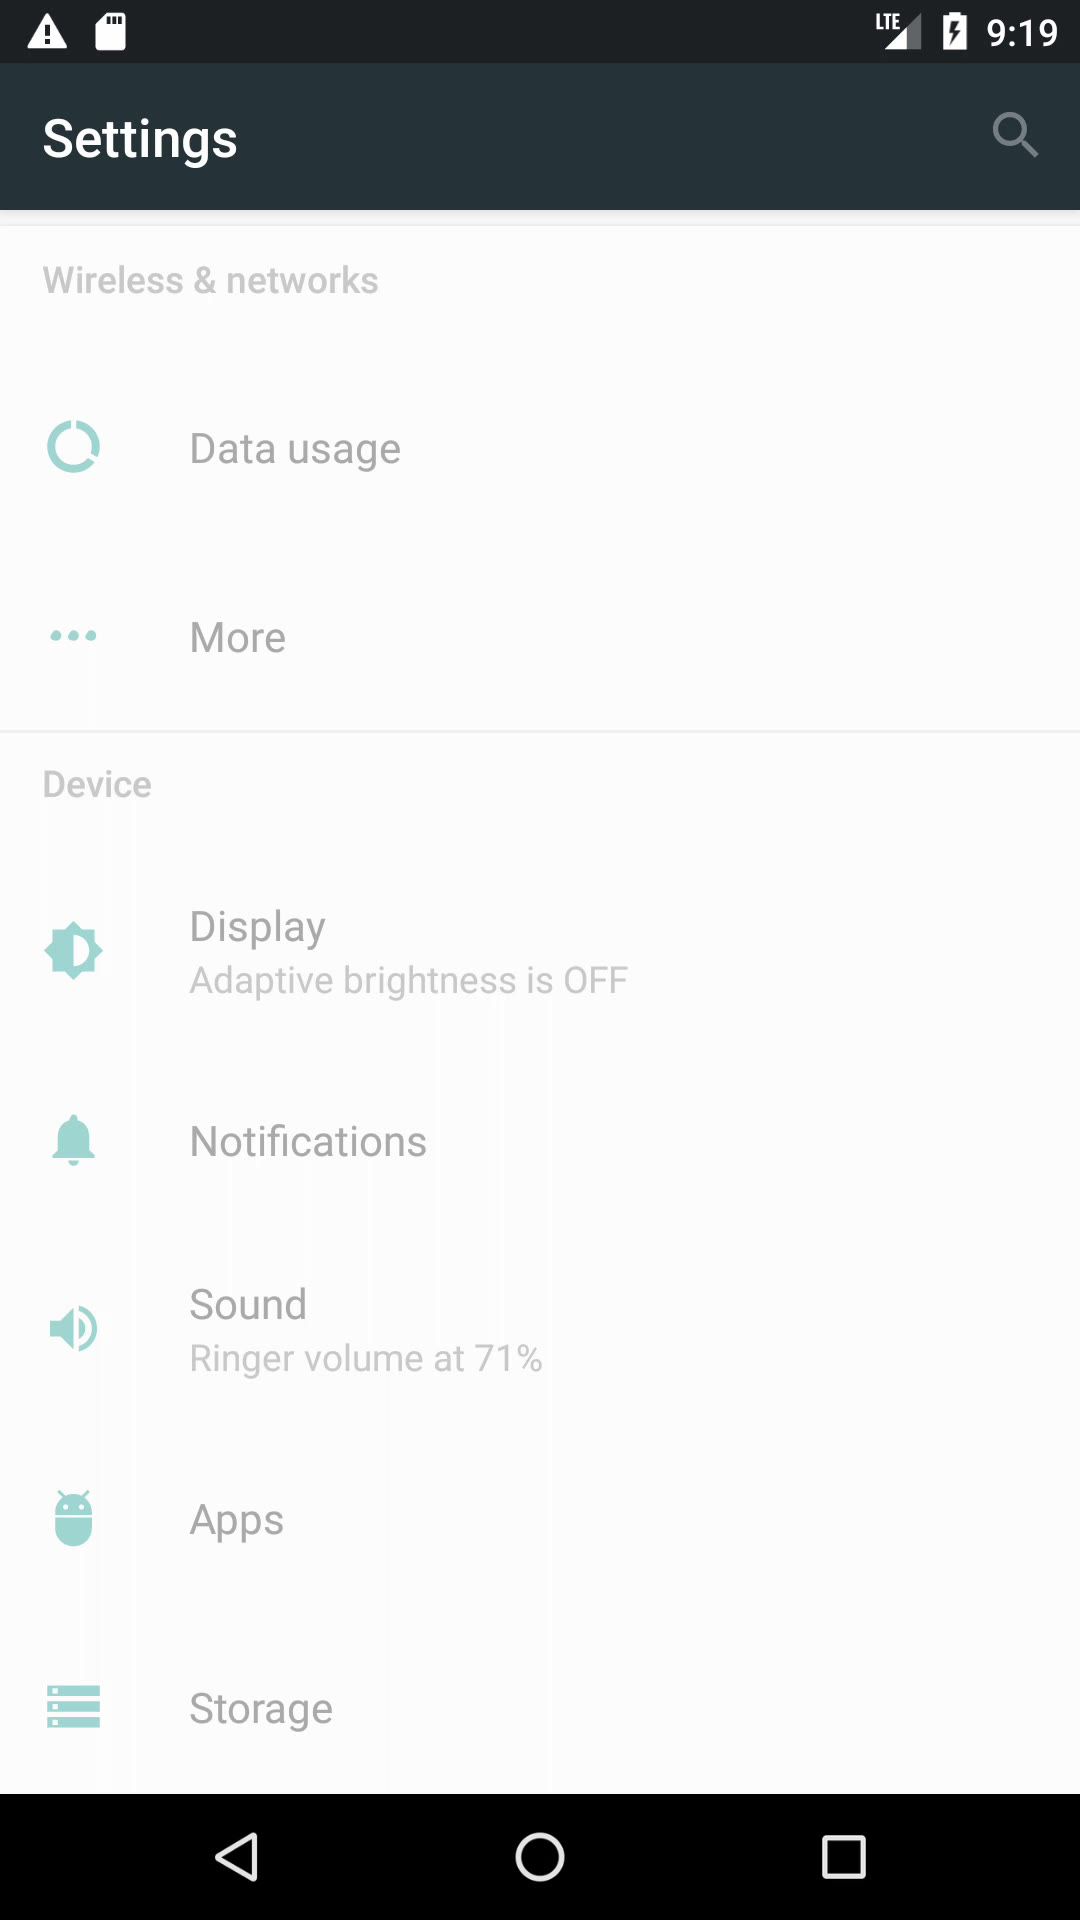 LTE 9:19
Settings
Wireless & networks
Data usage
More
Device
Display
Adaptive brightness is OFF
Notifications
Sound
Ringer volume at 71%
Apps
Storage